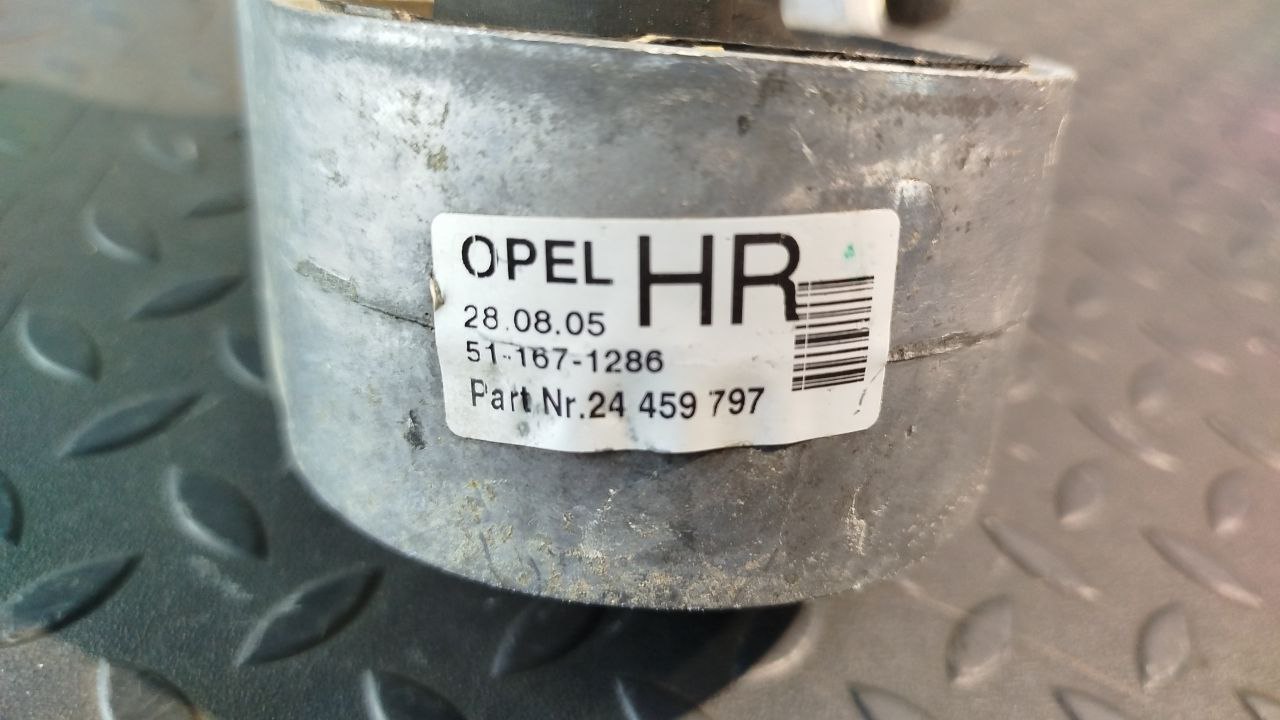 OPEL HR
28.08.05
51-167-1286
Part Nr.24 459 797